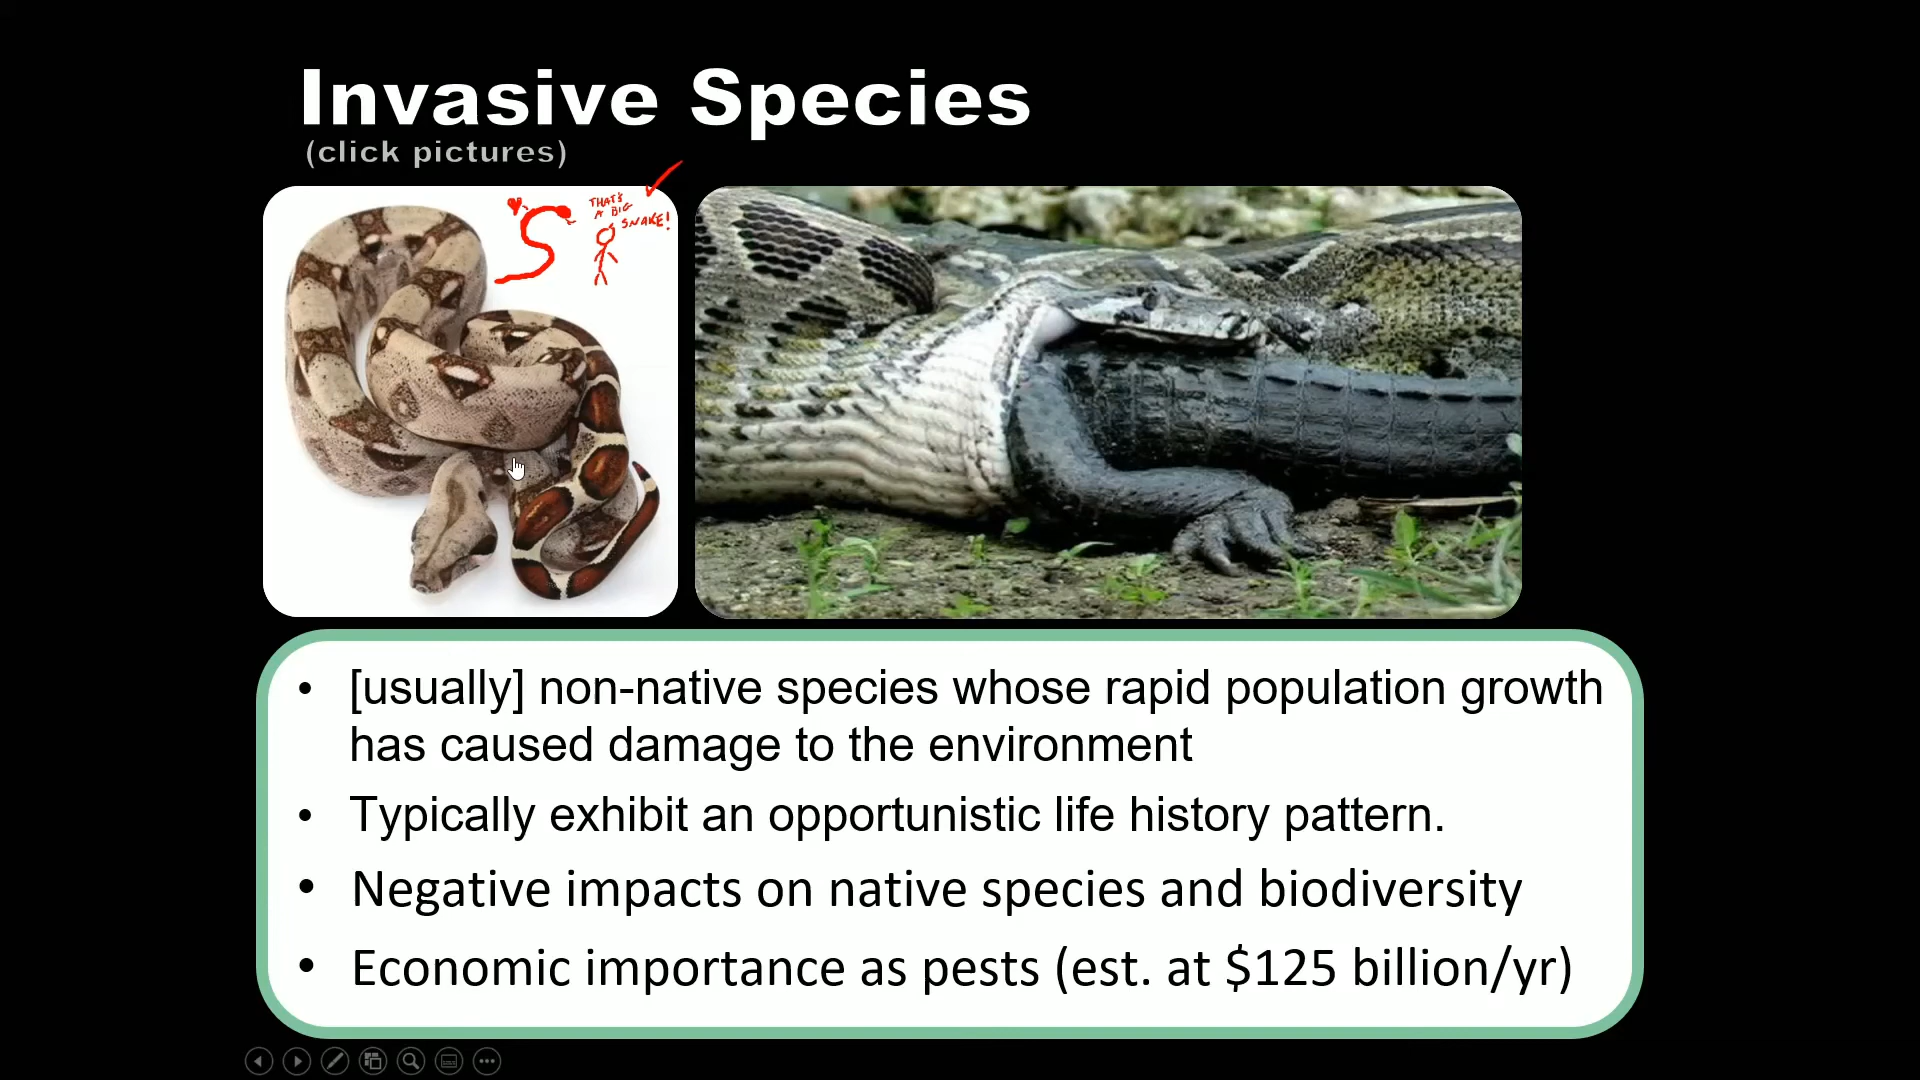 Invasive Species
(click pictures)
THAT'S
A BIG
SNAKE!
• [usually] non-native species whose rapid population growth
has caused damage to the environment
• Typically exhibit an opportunistic life history pattern.
• Negative impacts on native species and biodiversity
• Economic importance as pests (est. at $125 billion/yr)